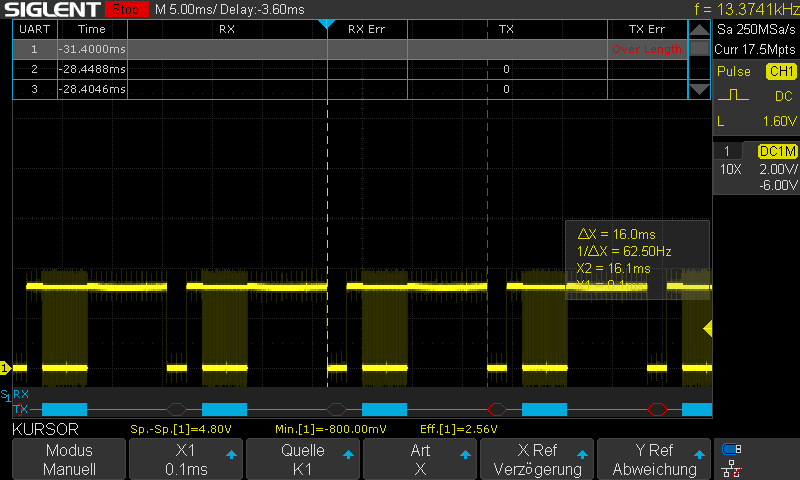 SIGLENT Stop M 5.00ms/ Delay:-3.60ms f = 13.3741kHz
UART Time RX RX Err TX TX Err
1 -31.4000ms Over Length
2 -28.4488ms 0
3 -28.4046ms 0
Sa 250MSa/s
Curr 17.5Mpts
Pulse CH1
DC
L 1.60V
1 DC1M
10X 2.00V/
-6.00V
ΔX = 16.0ms
1/ΔX = 62.50Hz
X2 = 16.1ms
X1 = 0.1ms
1
S1 RX
TX
KURSOR Sp.-Sp.[1]=4.80V Min.[1]=-800.00mV Eff.[1]=2.56V
Modus X1 Quelle Art X Ref Y Ref
Manuell 0.1ms K1 X Verzögerung Abweichung